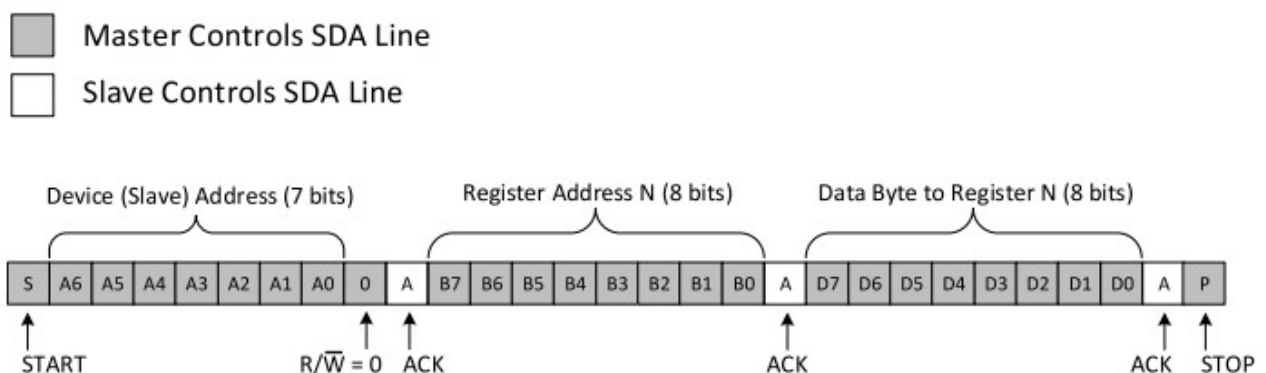 Master Controls SDA Line
Slave Controls SDA Line
Device (Slave) Address (7 bits) Register Address N (8 bits) Data Byte to Register N (8 bits)
S A6 A5 A4 A3 A2 A1 A0 0 A B7 B6 B5 B4 B3 B2 B1 B0 A D7 D6 D5 D4 D3 D2 D1 D0 A P
START R/W̅ = 0 ACK ACK ACK STOP